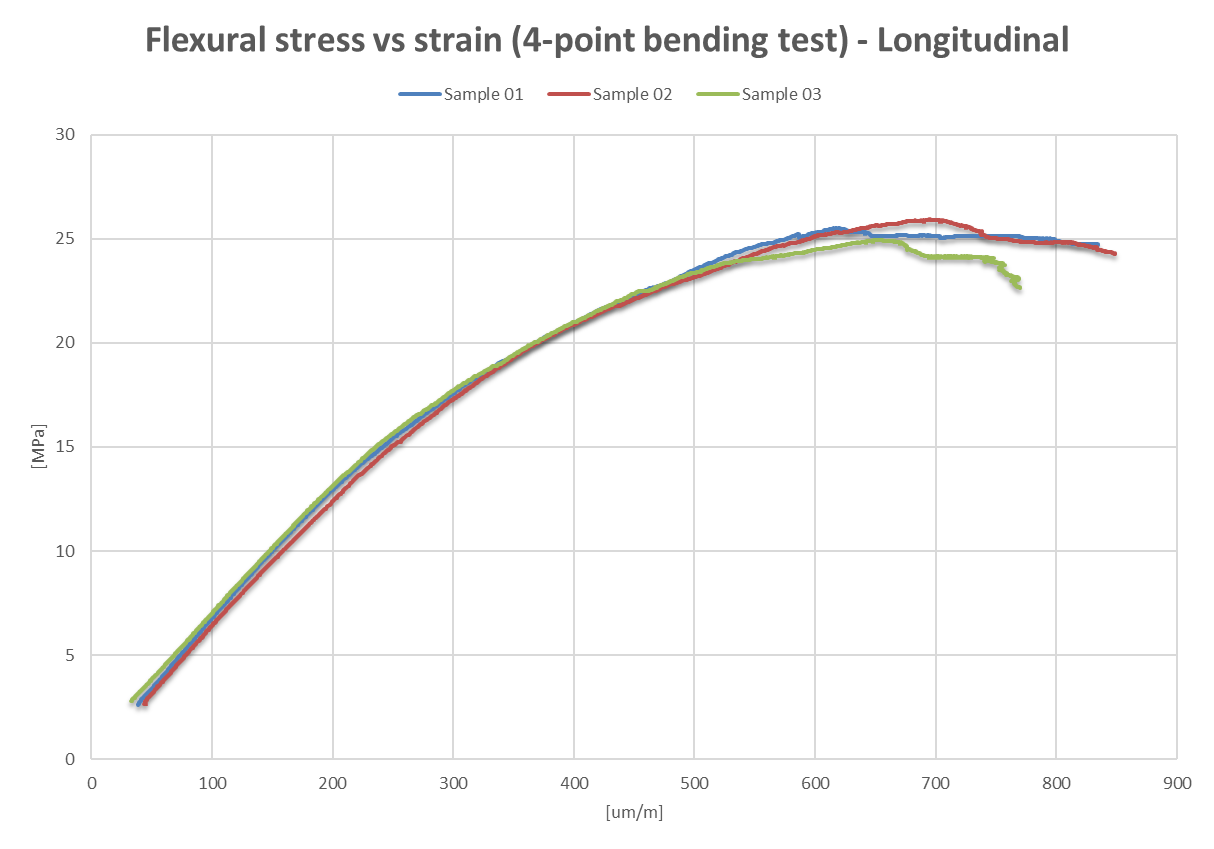 Flexural stress vs strain (4-point bending test) - Longitudinal
Sample 01 Sample 02 Sample 03
30
25
20
15
10
5
0
[MPa]
0 100 200 300 400 500 600 700 800 900
[um/m]